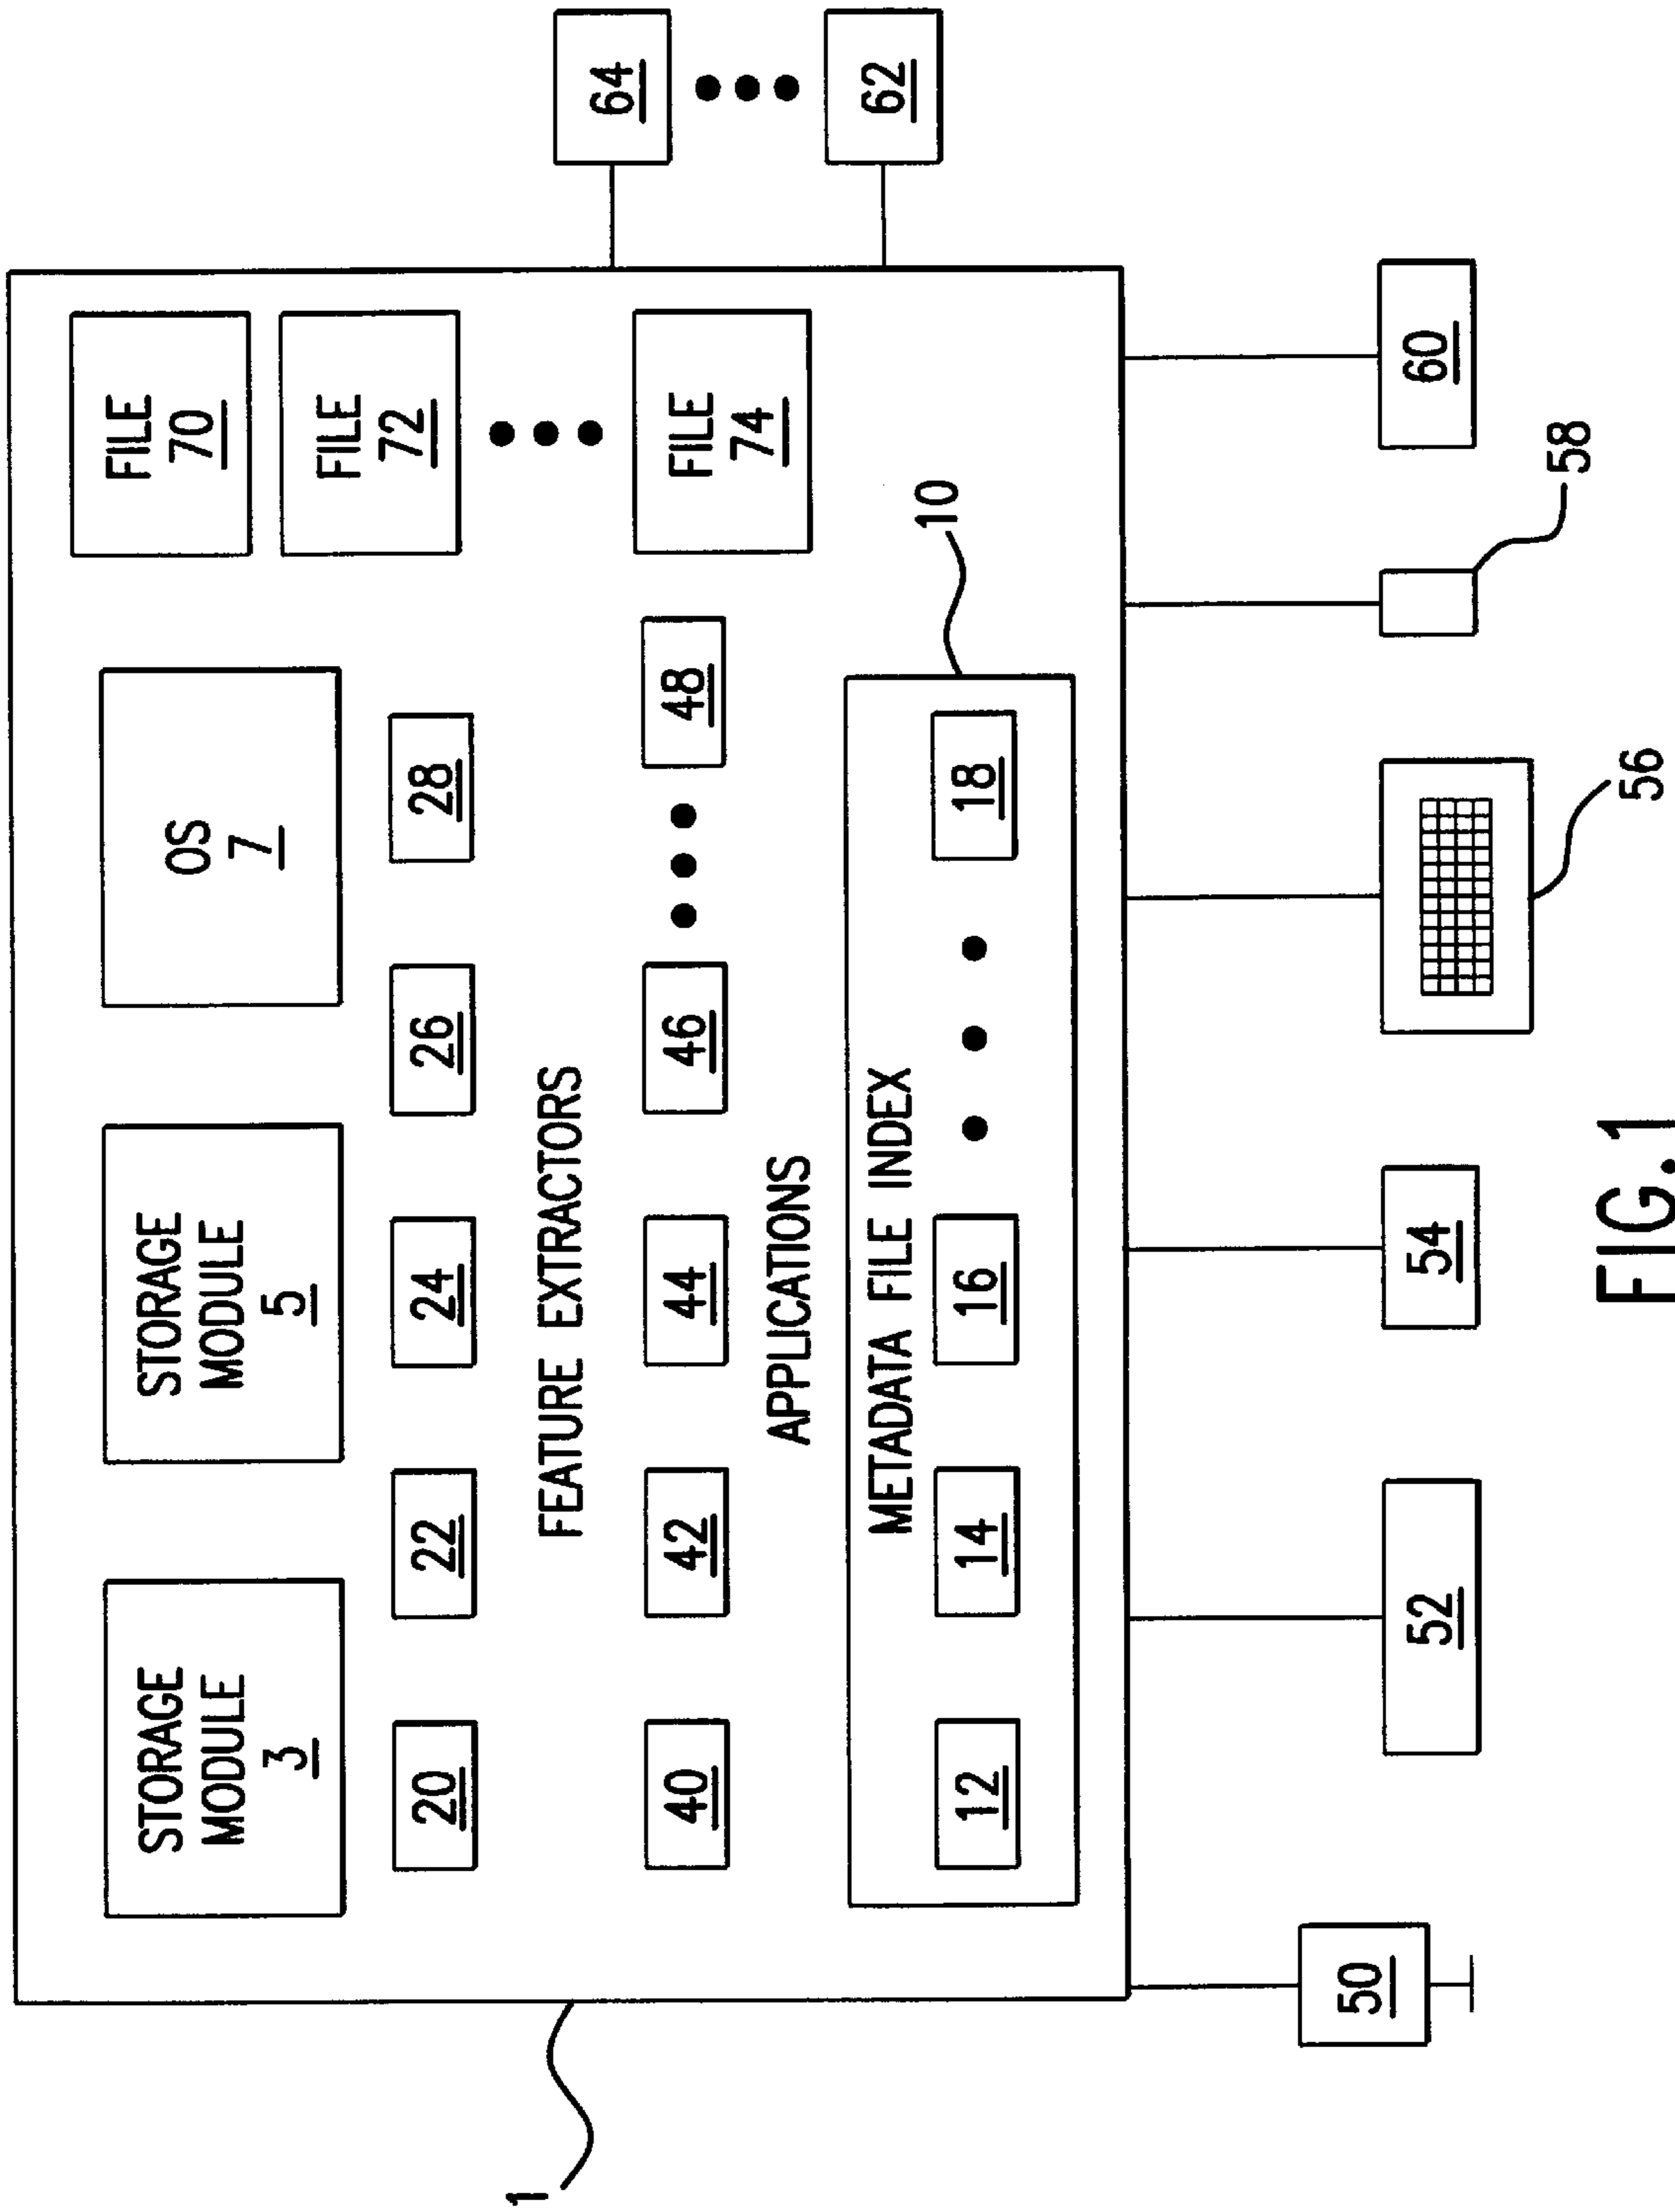 STORAGE
MODULE
3
STORAGE
MODULE
5
OS
7
FILE
70
FILE
72
FILE
74
20
22
24
26
28
FEATURE EXTRACTORS
40
42
44
46
48
APPLICATIONS
METADATA FILE INDEX
12
14
16
18
10
1
64
62
50
52
54
56
58
60
FIG.1